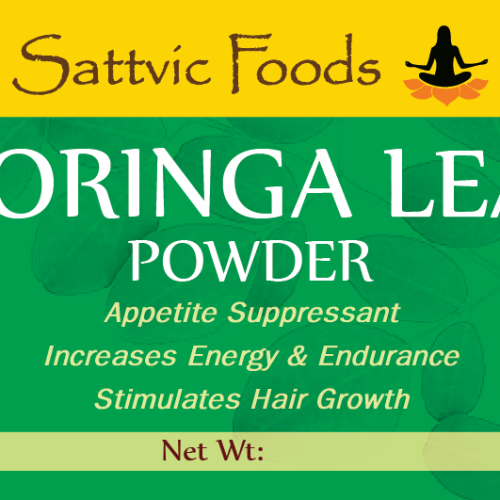 Sattvic Foods
ORINGA LEA
POWDER
Appetite Suppressant
Increases Energy & Endurance
Stimulates Hair Growth
Net Wt: